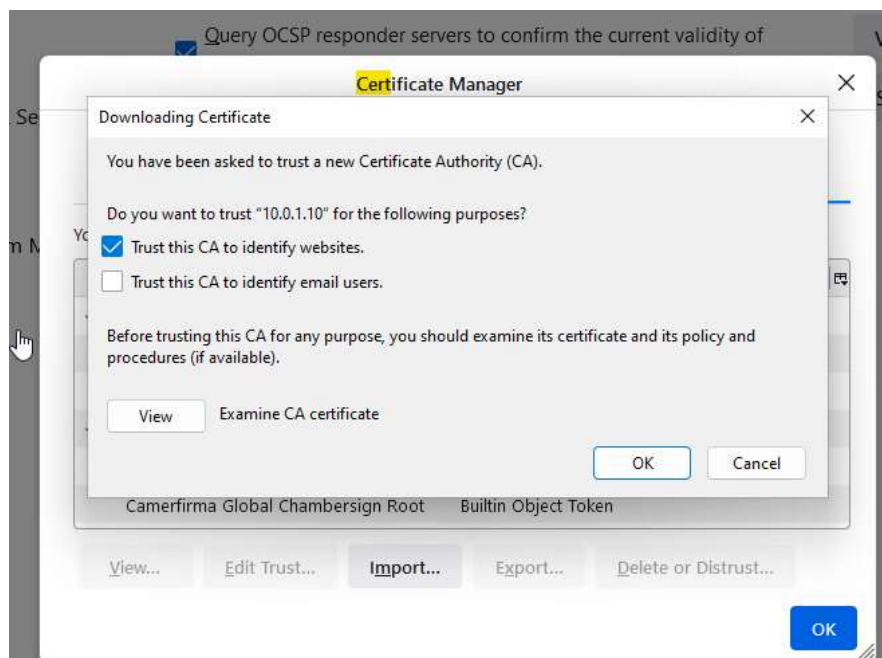 Query OCSP responder servers to confirm the current validity of
Certificate Manager
Downloading Certificate
You have been asked to trust a new Certificate Authority (CA).
Do you want to trust “10.0.1.10” for the following purposes?
Trust this CA to identify websites.
Trust this CA to identify email users.
Before trusting this CA for any purpose, you should examine its certificate and its policy and
procedures (if available).
View Examine CA certificate
OK Cancel
Camerfirma Global Chambersign Root Builtin Object Token
View... Edit Trust... Import... Export... Delete or Distrust...
OK